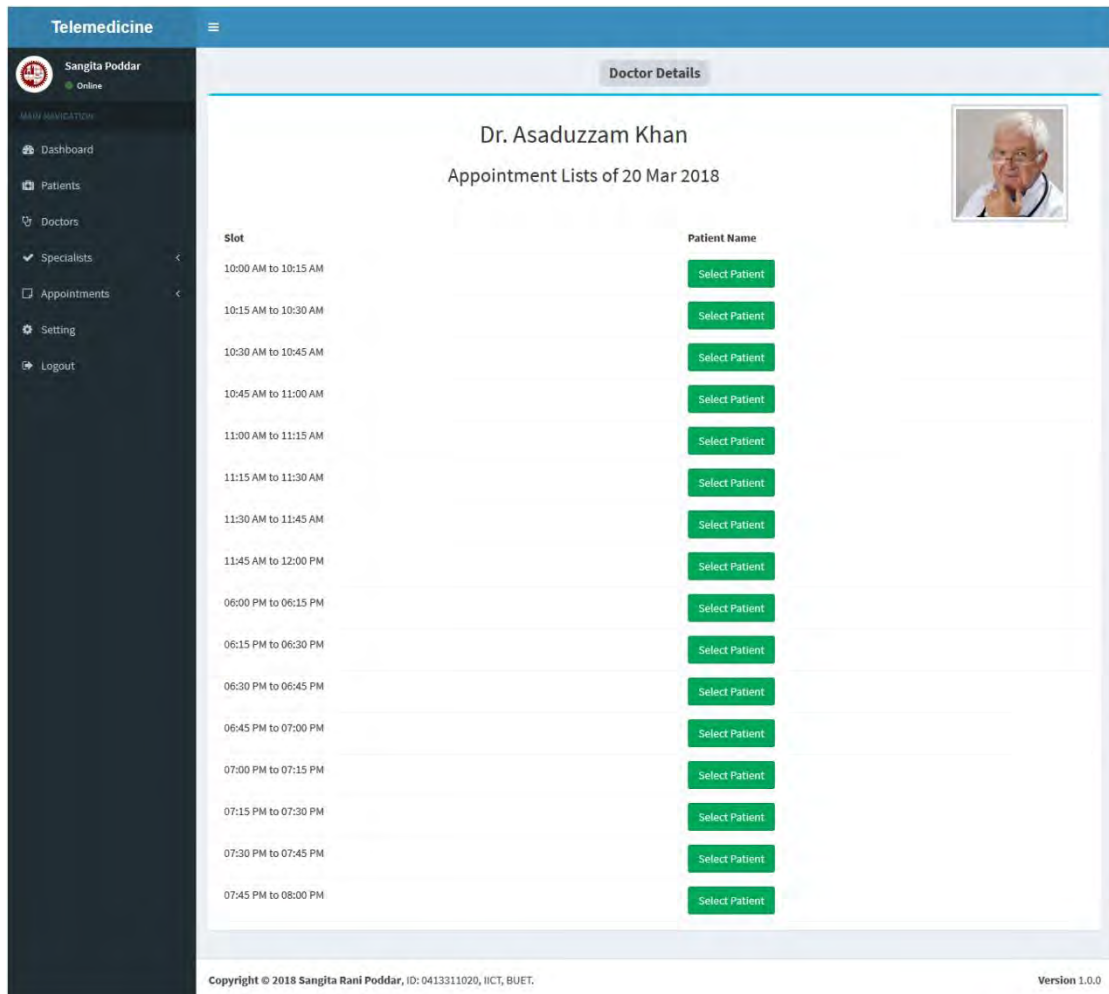 Telemedicine
Sangita Poddar
Online
MAIN NAVIGATION
Dashboard
Patients
Doctors
Specialists
Appointments
Setting
Logout
Doctor Details
Dr. Asaduzzam Khan
Appointment Lists of 20 Mar 2018
Slot Patient Name
10:00 AM to 10:15 AM Select Patient
10:15 AM to 10:30 AM Select Patient
10:30 AM to 10:45 AM Select Patient
10:45 AM to 11:00 AM Select Patient
11:00 AM to 11:15 AM Select Patient
11:15 AM to 11:30 AM Select Patient
11:30 AM to 11:45 AM Select Patient
11:45 AM to 12:00 PM Select Patient
06:00 PM to 06:15 PM Select Patient
06:15 PM to 06:30 PM Select Patient
06:30 PM to 06:45 PM Select Patient
06:45 PM to 07:00 PM Select Patient
07:00 PM to 07:15 PM Select Patient
07:15 PM to 07:30 PM Select Patient
07:30 PM to 07:45 PM Select Patient
07:45 PM to 08:00 PM Select Patient
Copyright © 2018 Sangita Rani Poddar, ID: 0413311020, IICT, BUET. Version 1.0.0